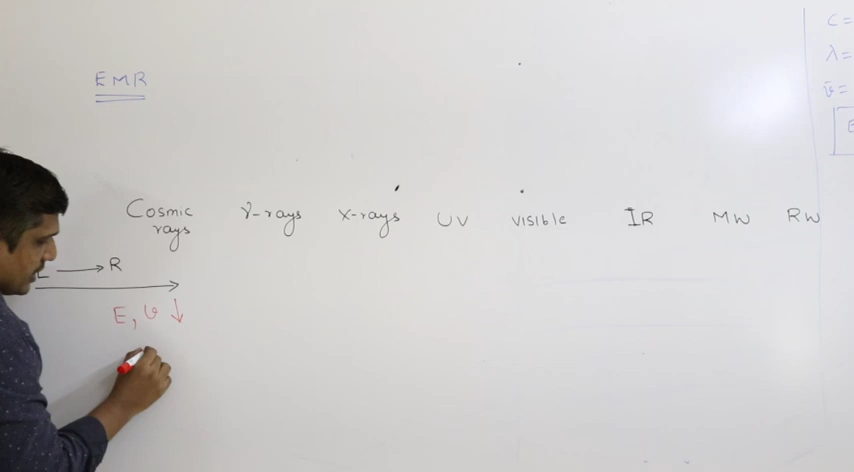 EMR
C=
λ=
ν̄=
E
Cosmic rays γ-rays X-rays UV visible IR MW RW
L → R
E, υ ↓